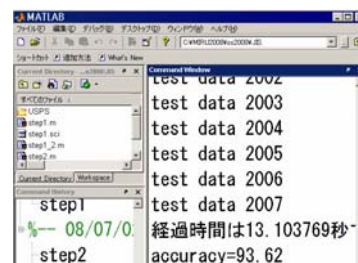 MATLAB
ファイル(F) 編集(E) デバッグ(B) デスクトップ(D) ウィンドウ(W) ヘルプ(H)
ショートカット 追加方法 What's New
Current Directory
Command Window
すべてのファイル
USPS
step1.m
step1.sci
step1_2.m
step2.m
Current Directory Workspace
Command History
step1
%-- 08/07/0
step2
test data 2002
test data 2003
test data 2004
test data 2005
test data 2006
test data 2007
経過時間は13.103769秒
accuracy=93.62